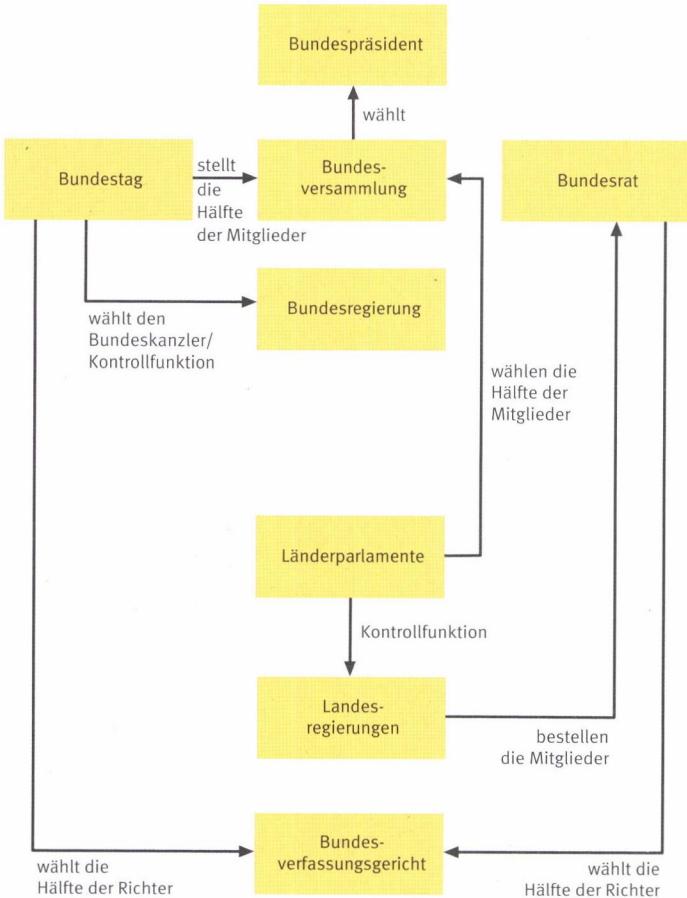 Bundespräsident
wählt
Bundestag
stellt
die
Hälfte
der Mitglieder
Bundes-
versammlung
Bundesrat
wählt den
Bundeskanzler/
Kontrollfunktion
Bundesregierung
wählen die
Hälfte der
Mitglieder
Länderparlamente
Kontrollfunktion
Landes-
regierungen
bestellen
die Mitglieder
Bundes-
verfassungsgericht
wählt die
Hälfte der Richter
wählt die
Hälfte der Richter